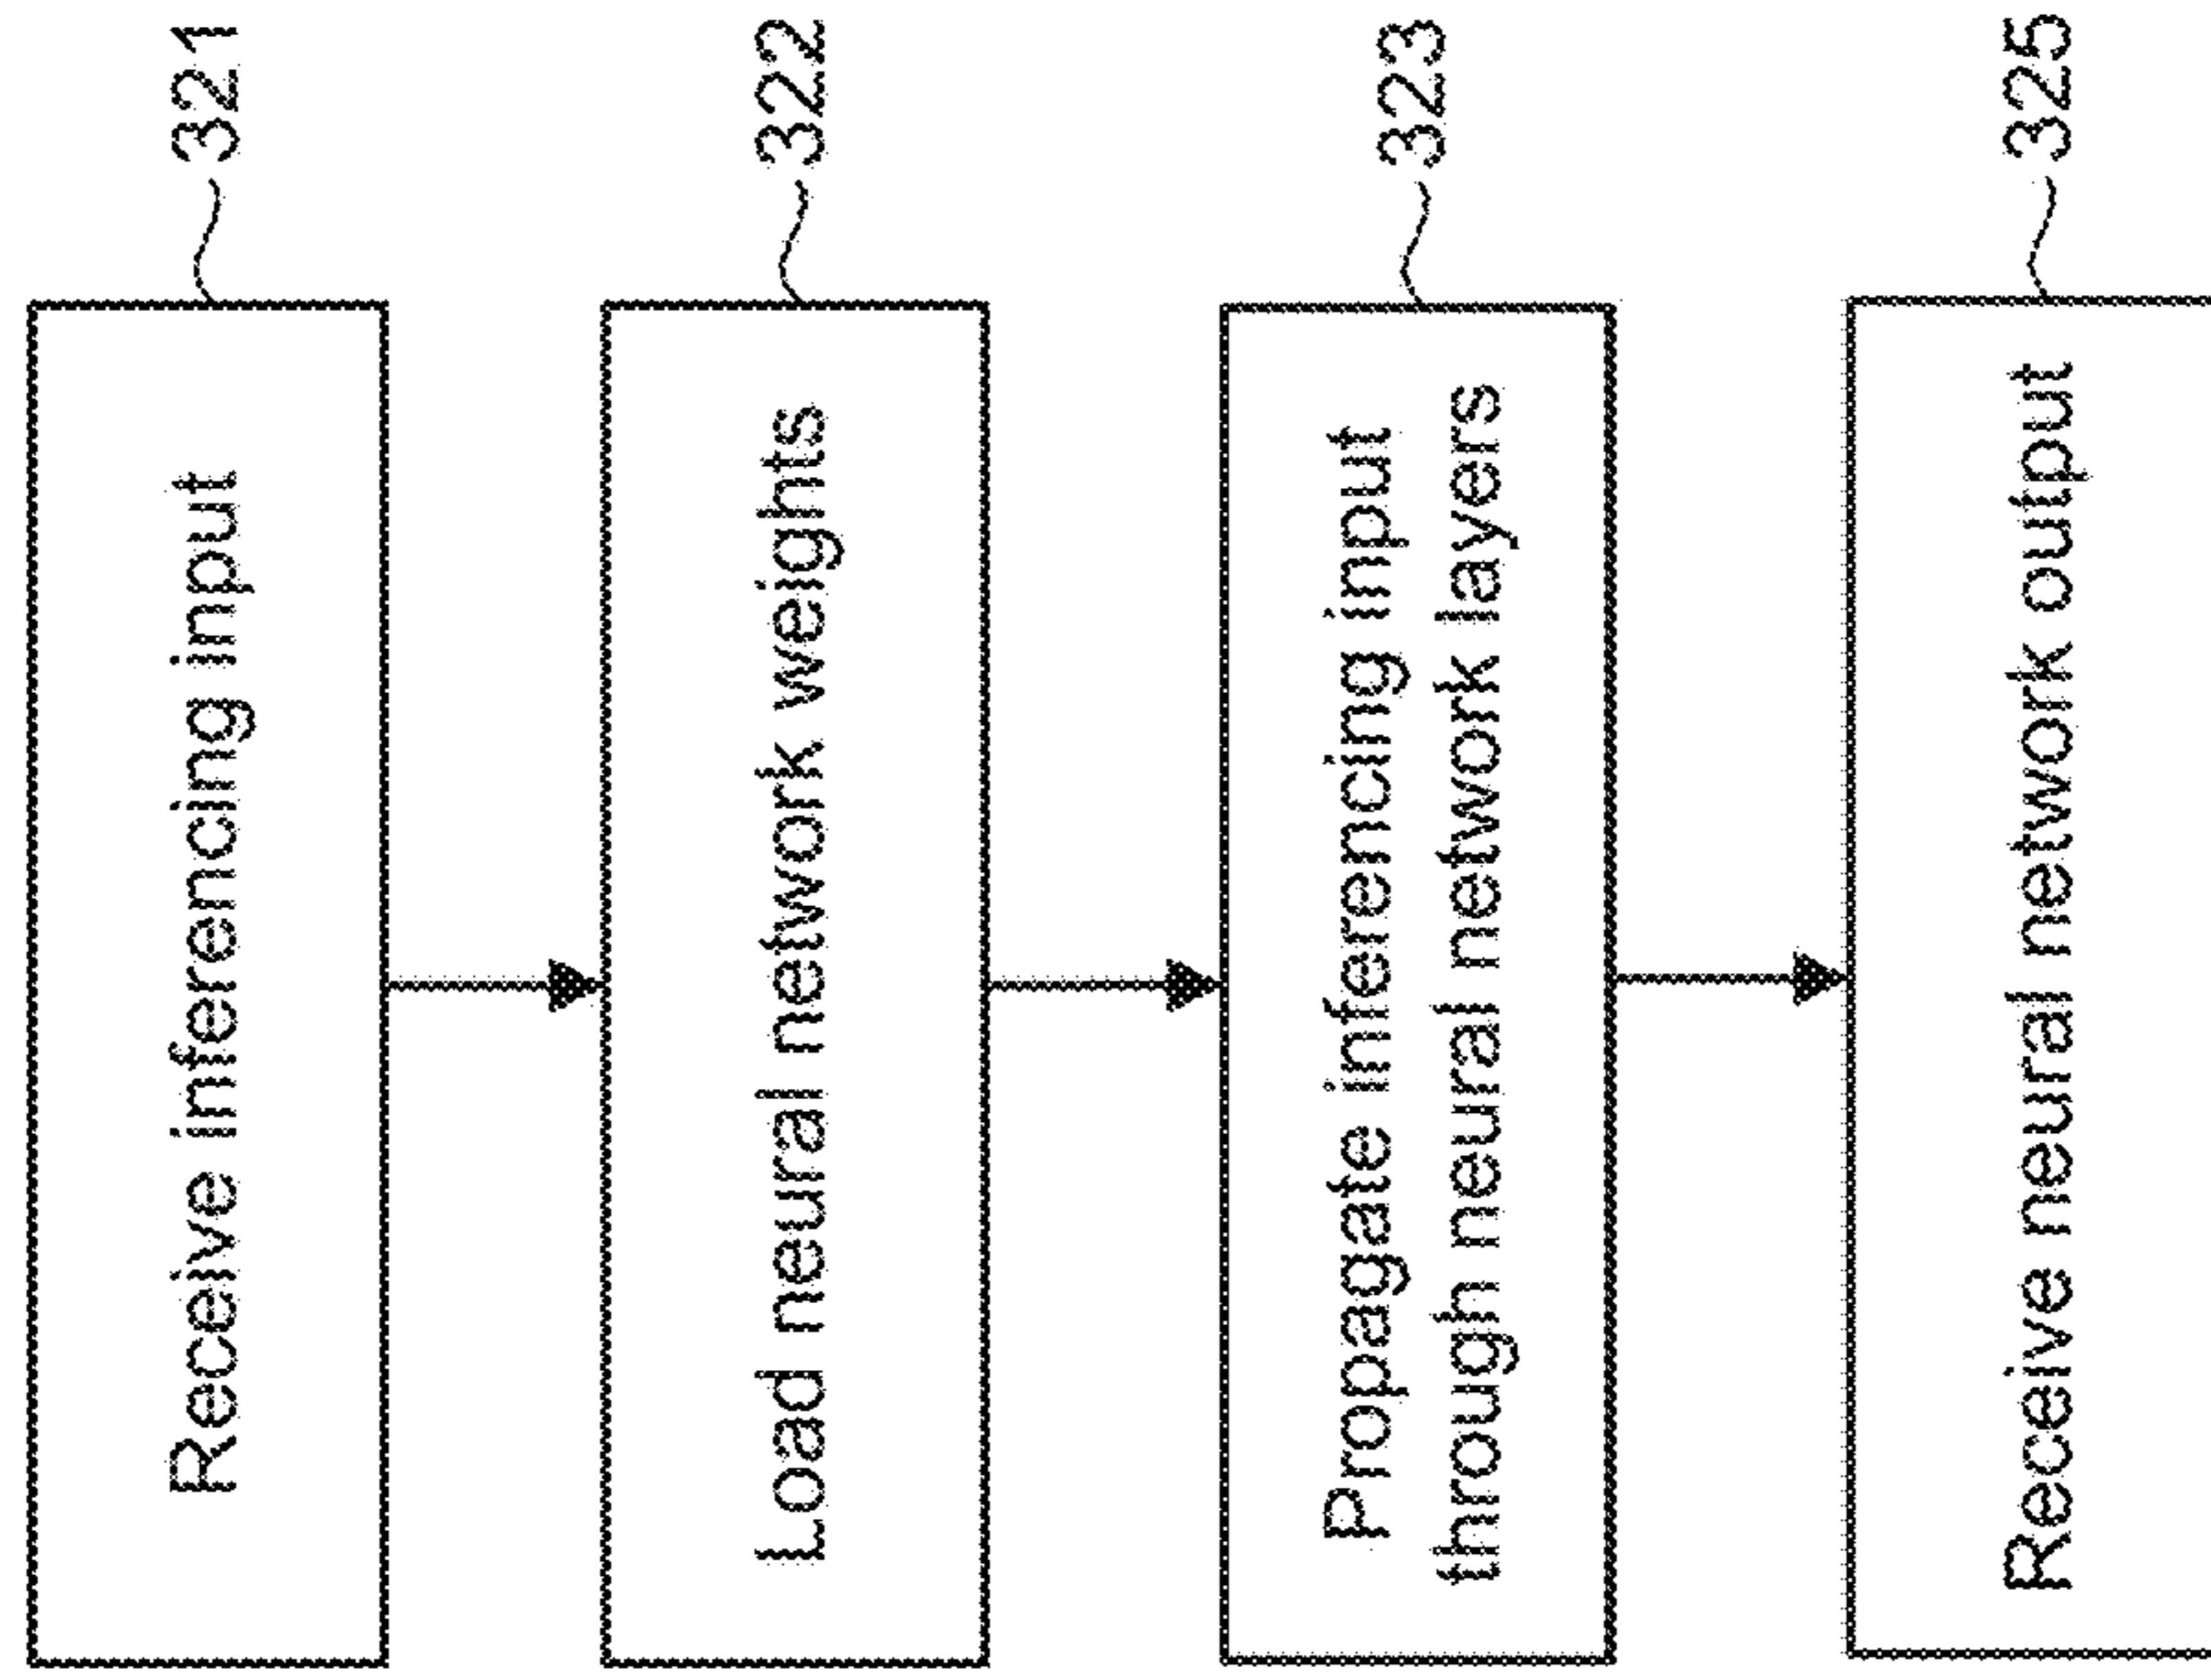 Receive inferencing input
321
Load neural network weights
322
Propagate inferencing input
through neural network layers
323
Receive neural network output
325